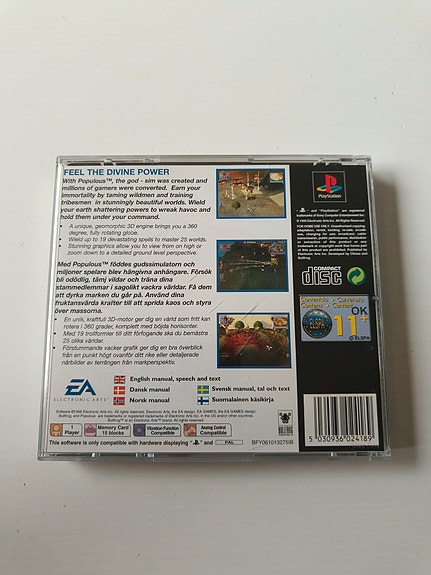 FEEL THE DIVINE POWER
With Populous™, the god - sim was created and
millions of gamers were converted. Earn your
immortality by taming wildmen and training
tribesmen in stunningly beautiful worlds. Wield
your earth shattering powers to wreak havoc and
hold them under your command.
• A unique, geomorphic 3D engine brings you a 360
degree, fully rotating globe.
• Wield up to 19 devastating spells to master 25 worlds.
• Stunning graphics allow you to view from on high or
zoom down to a detailed ground level perspective.
Med Populous™ föddes gudssimulatorn och
miljoner spelare blev hängivna anhängare. Försök
bli odödlig, tämj vildar och träna dina
stammedlemmar i sagolikt vackra världar. Få dem
att dyrka marken du går på. Använd dina
fruktansvärda krafter till att sprida kaos och styra
över massorna.
• En unik, kraftfull 3D-motor ger dig en värld som fritt kan
rotera i 360 grader, komplett med böjda horisonter.
• Med 19 trollformler till ditt förfogande ska du bemästra
25 olika världar.
• Förstummande vacker grafik ger dig en bra överblick
från en punkt högt ovanför ditt rike eller detaljerade
närbilder av ett markperspektiv.
EA
ELECTRONIC ARTS
English manual, speech and text
Dansk manual
Norsk manual
Svensk manual, tal och text
Suomalainen käsikirja
BULLFROG
1
Player
Memory Card
15 blocks
Vibration Function
Compatible
Analog Control
Compatible
This software is only compatible with hardware displaying
and
PAL
BFY061013275IB
PlayStation
COMPACT
disc
OK
ELSPA
11+
© ELSPA
5 030936 024189